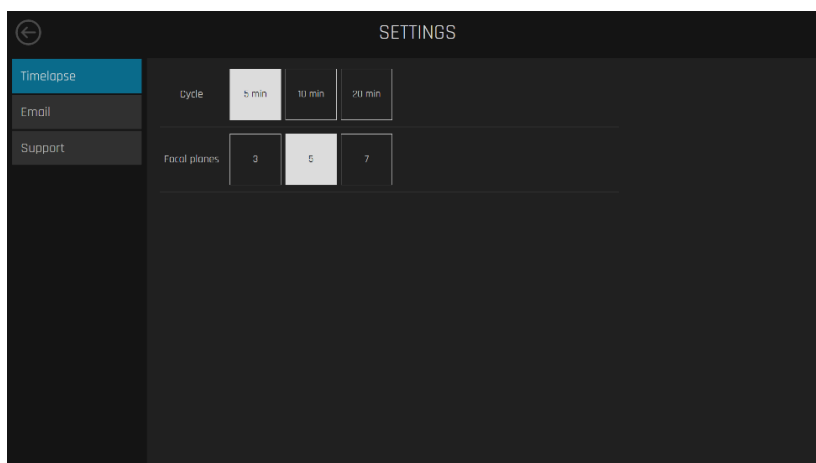 SETTINGS
Timelapse
Email
Support
Cycle 5 min 10 min 20 min
Focal planes 3 5 7